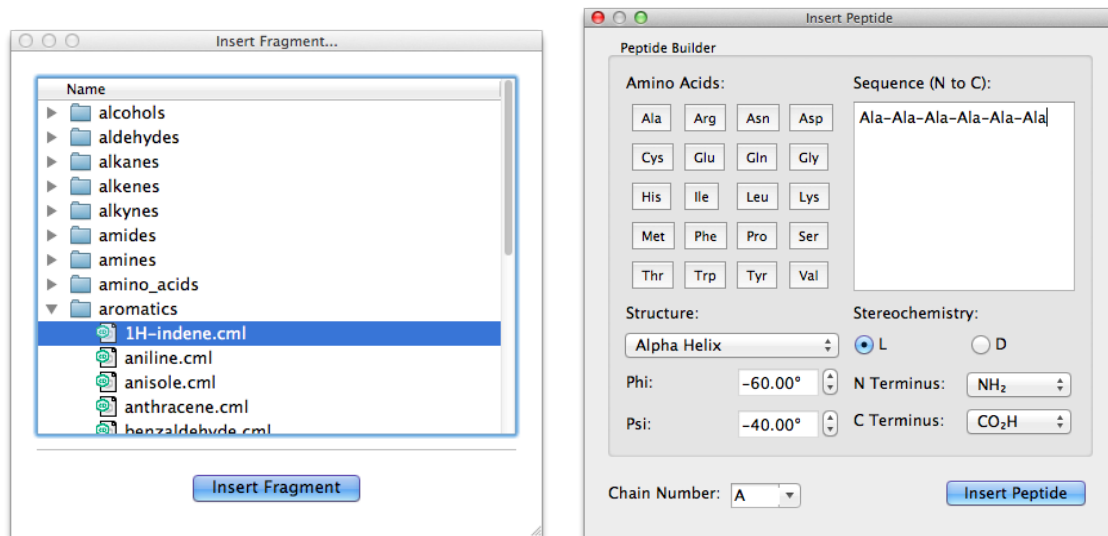 Insert Fragment...
Name
alcohols
aldehydes
alkanes
alkenes
alkynes
amides
amines
amino_acids
aromatics
1H-indene.cml
aniline.cml
anisole.cml
anthracene.cml
benzaldehyde.cml
Insert Fragment
Insert Peptide
Peptide Builder
Amino Acids:
Sequence (N to C):
Ala Arg Asn Asp
Ala-Ala-Ala-Ala-Ala-Ala
Cys Glu Gln Gly
His Ile Leu Lys
Met Phe Pro Ser
Thr Trp Tyr Val
Structure:
Stereochemistry:
Alpha Helix
L D
Phi: -60.00°
N Terminus: NH₂
Psi: -40.00°
C Terminus: CO₂H
Chain Number: A
Insert Peptide